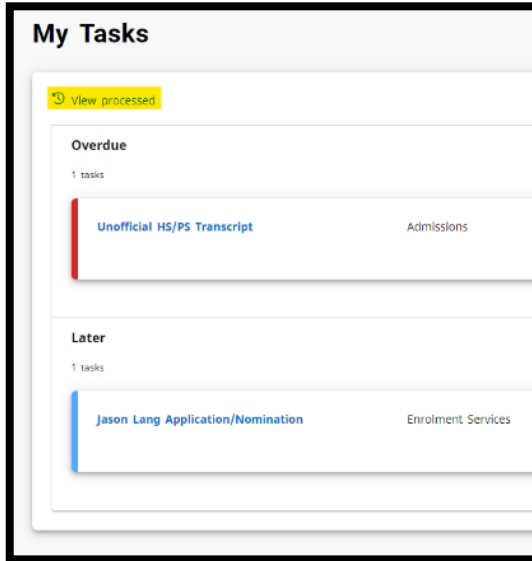 My Tasks
View processed
Overdue
1 tasks
Unofficial HS/PS Transcript Admissions
Later
1 tasks
Jason Lang Application/Nomination Enrolment Services